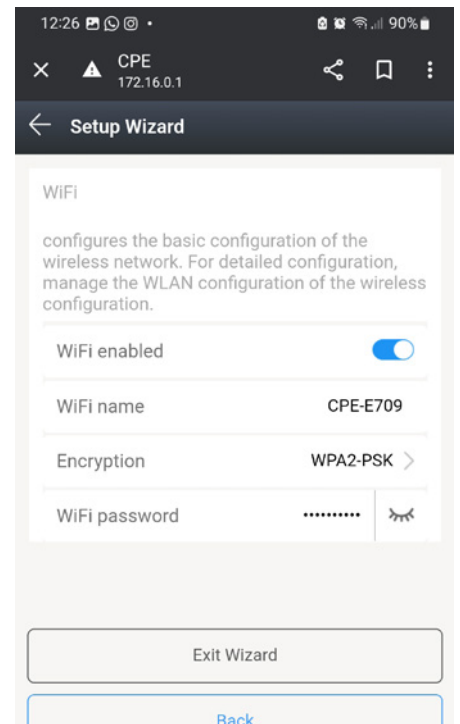 12:26 90%
CPE
172.16.0.1
Setup Wizard
WiFi
configures the basic configuration of the
wireless network. For detailed configuration,
manage the WLAN configuration of the wireless
configuration.
WiFi enabled
WiFi name CPE-E709
Encryption WPA2-PSK
WiFi password ••••••••••
Exit Wizard
Back